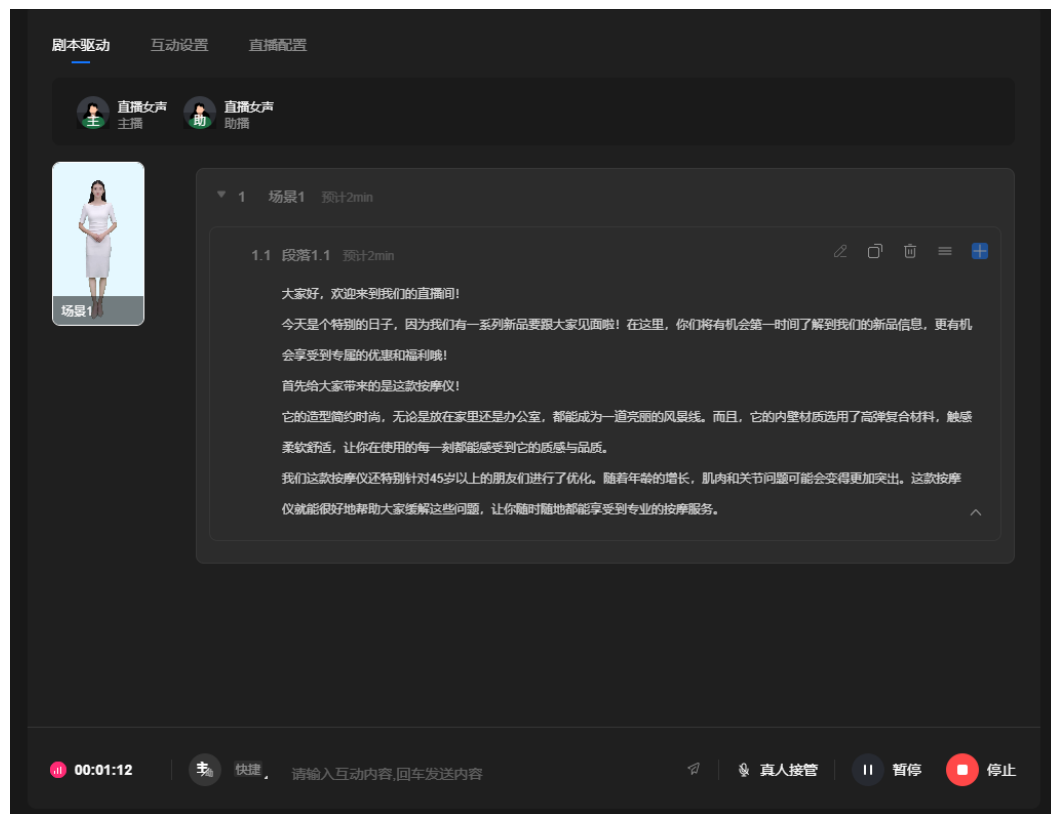 剧本驱动 互动设置 直播配置
直播女声 直播女声
主 主播 助 助播
1 场景1 预计2min
1.1 段落1.1 预计2min
大家好，欢迎来到我们的直播间！
今天是个特别的日子，因为我们有一系列新品要跟大家见面啦！在这里，你们将有机会第一时间了解到我们的新品信息，更有机
会享受到专属的优惠和福利哦！
首先给大家带来的是这款按摩仪！
它的造型简约时尚，无论是放在家里还是办公室，都能成为一道亮丽的风景线。而且，它的内壁材质选用了高弹复合材料，触感
柔软舒适，让你在使用的每一刻都能感受到它的质感与品质。
我们这款按摩仪还特别针对45岁以上的朋友们进行了优化。随着年龄的增长，肌肉和关节问题可能会变得更加突出。这款按摩
仪就能很好地帮助大家缓解这些问题，让你随时随地都能享受到专业的按摩服务。
场景1
00:01:12 主助 快捷 请输入互动内容,回车发送内容 真人接管 暂停 停止